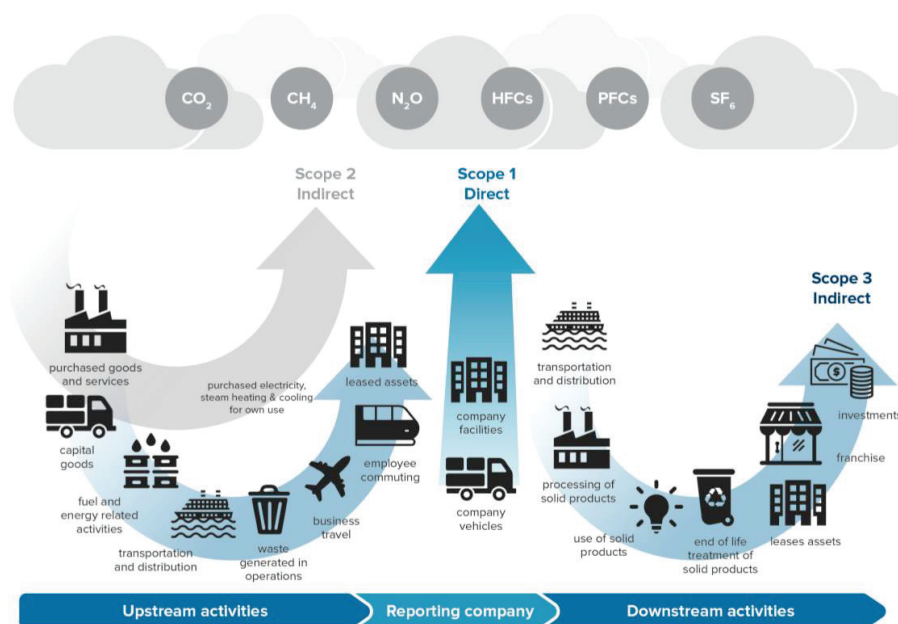 CO₂
CH₄
N₂O
HFCs
PFCs
SF₆
Scope 2
Indirect
Scope 1
Direct
Scope 3
Indirect
purchased goods
and services
capital
goods
fuel and
energy related
activities
transportation
and distribution
waste
generated in
operations
business
travel
employee
commuting
leased assets
purchased electricity,
steam heating & cooling
for own use
company
facilities
company
vehicles
transportation
and distribution
processing of
solid products
use of solid
products
end of life
treatment of
solid products
leases assets
franchise
investments
$
Upstream activities
Reporting company
Downstream activities